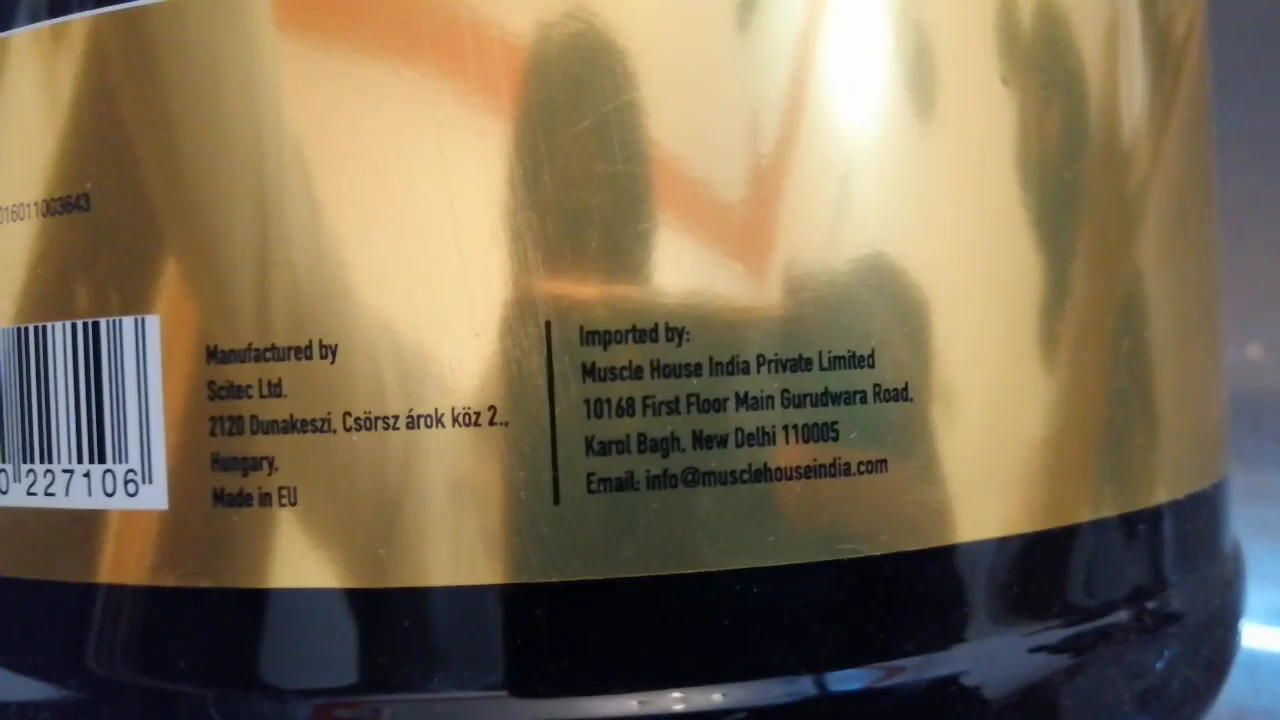 016011003643
0 227106
Manufactured by
Scitec Ltd.
2120 Dunakeszi, Csörsz árok köz 2.,
Hungary.
Made in EU
Imported by:
Muscle House India Private Limited
10168 First Floor Main Gurudwara Road,
Karol Bagh, New Delhi 110005
Email: info@musclehouseindia.com